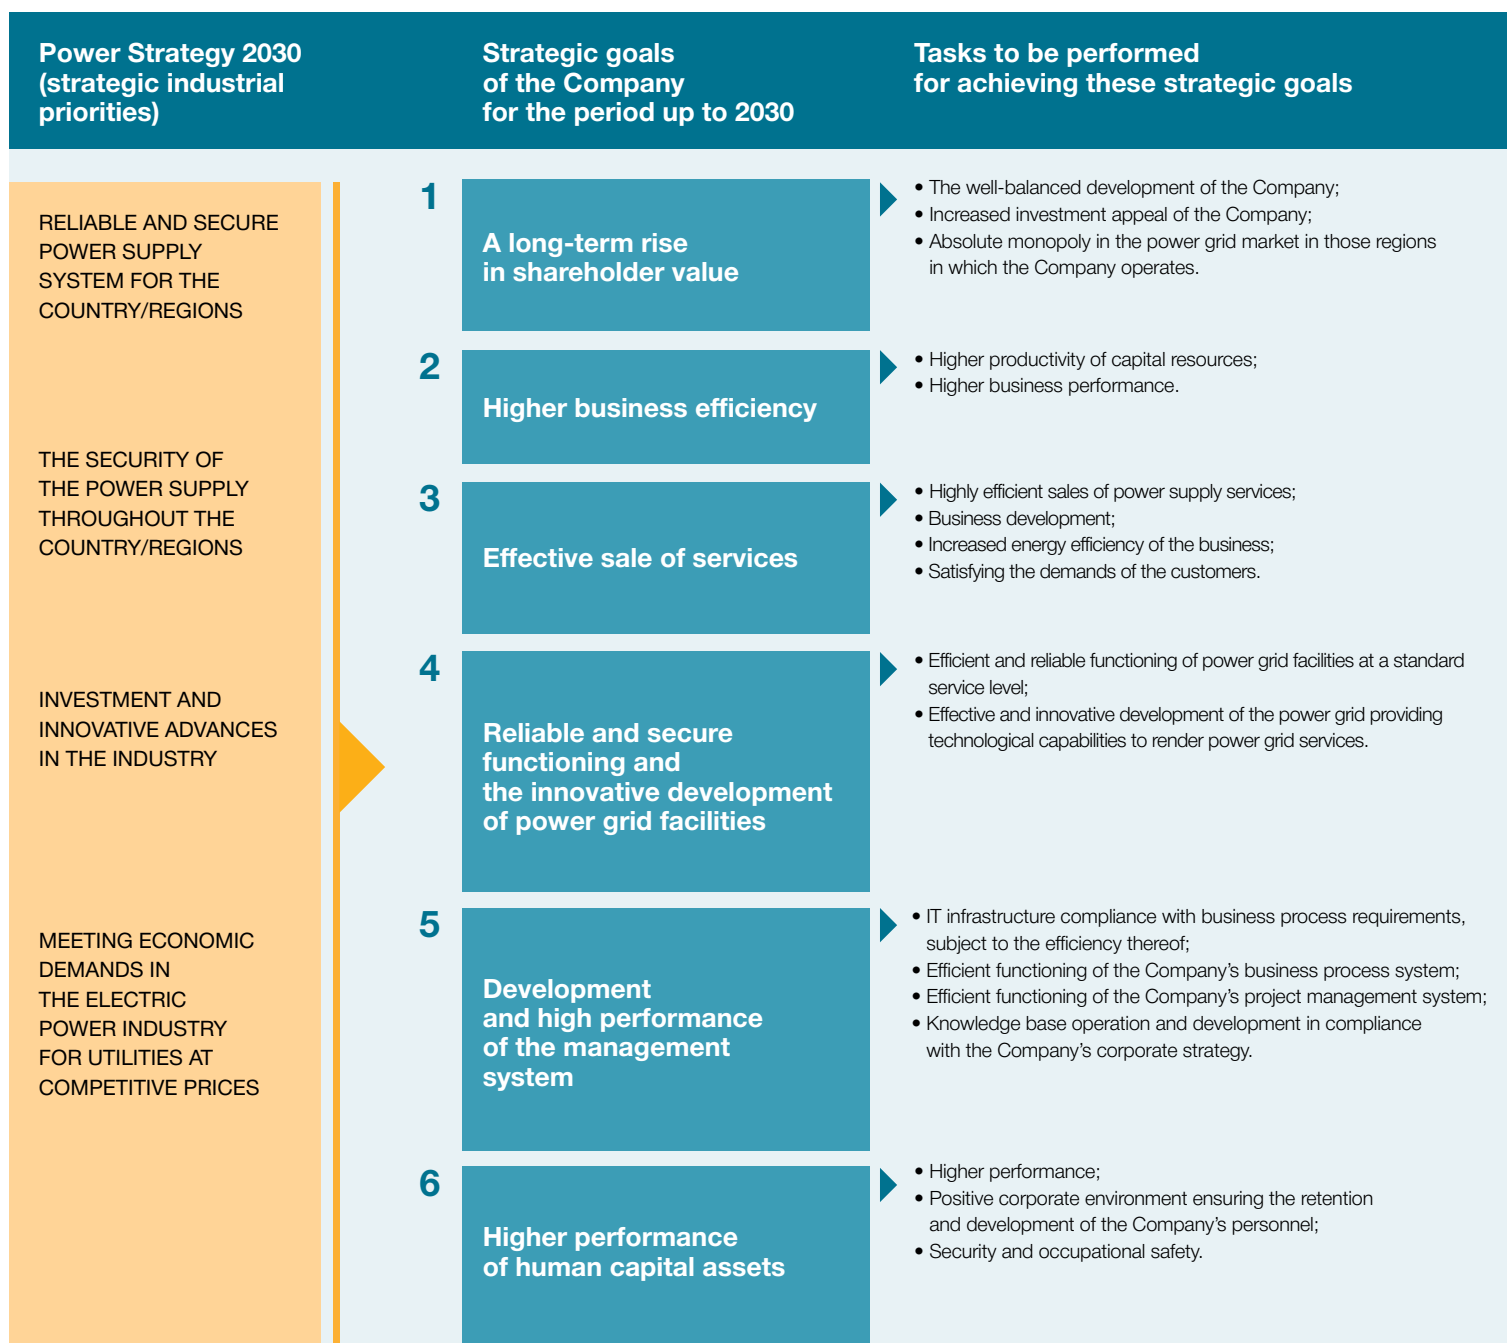 Power Strategy 2030
(strategic industrial
priorities)
Strategic goals
of the Company
for the period up to 2030
Tasks to be performed
for achieving these strategic goals
RELIABLE AND SECURE
POWER SUPPLY
SYSTEM FOR THE
COUNTRY/REGIONS
THE SECURITY OF
THE POWER SUPPLY
THROUGHOUT THE
COUNTRY/REGIONS
INVESTMENT AND
INNOVATIVE ADVANCES
IN THE INDUSTRY
MEETING ECONOMIC
DEMANDS IN
THE ELECTRIC
POWER INDUSTRY
FOR UTILITIES AT
COMPETITIVE PRICES
1
A long-term rise
in shareholder value
• The well-balanced development of the Company;
• Increased investment appeal of the Company;
• Absolute monopoly in the power grid market in those regions
in which the Company operates.
2
Higher business efficiency
• Higher productivity of capital resources;
• Higher business performance.
3
Effective sale of services
• Highly efficient sales of power supply services;
• Business development;
• Increased energy efficiency of the business;
• Satisfying the demands of the customers.
4
Reliable and secure
functioning and
the innovative development
of power grid facilities
• Efficient and reliable functioning of power grid facilities at a standard
service level;
• Effective and innovative development of the power grid providing
technological capabilities to render power grid services.
5
Development
and high performance
of the management
system
• IT infrastructure compliance with business process requirements,
subject to the efficiency thereof;
• Efficient functioning of the Company's business process system;
• Efficient functioning of the Company's project management system;
• Knowledge base operation and development in compliance
with the Company's corporate strategy.
6
Higher performance
of human capital assets
• Higher performance;
• Positive corporate environment ensuring the retention
and development of the Company's personnel;
• Security and occupational safety.